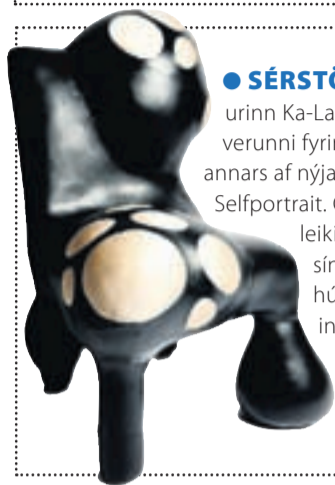 ● SÉRSTÖ
urinn Ka-La
verunni fyrir
annars af nýja
Selfportrait.
leiki
sín
hú
in